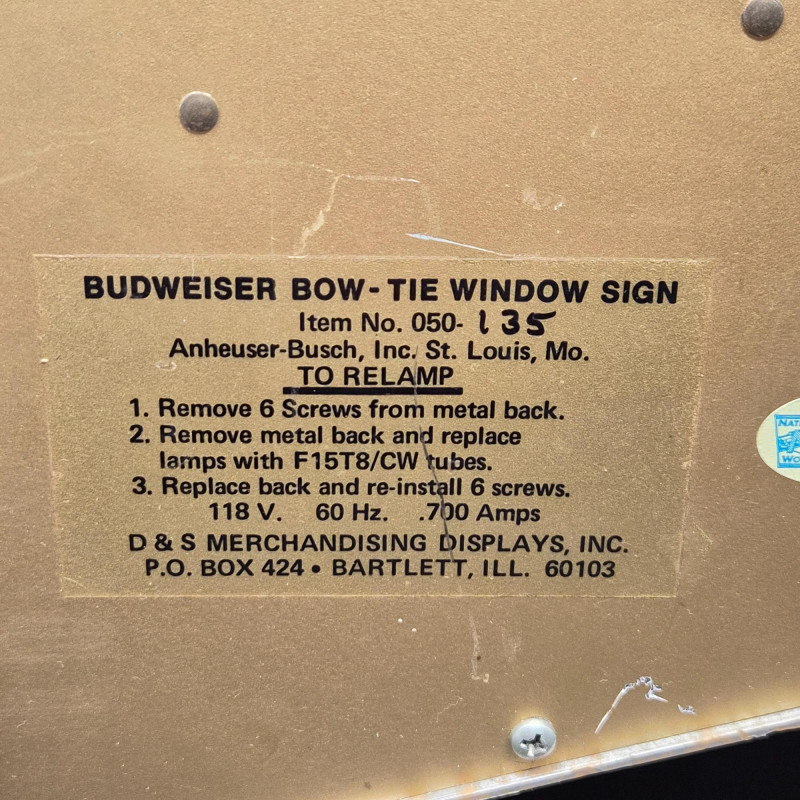 BUDWEISER BOW-TIE WINDOW SIGN
Item No. 050-135
Anheuser-Busch, Inc. St. Louis, Mo.
TO RELAMP
1. Remove 6 Screws from metal back.
2. Remove metal back and replace
lamps with F15T8/CW tubes.
3. Replace back and re-install 6 screws.
118 V. 60 Hz. .700 Amps
D & S MERCHANDISING DISPLAYS, INC.
P.O. BOX 424 • BARTLETT, ILL. 60103